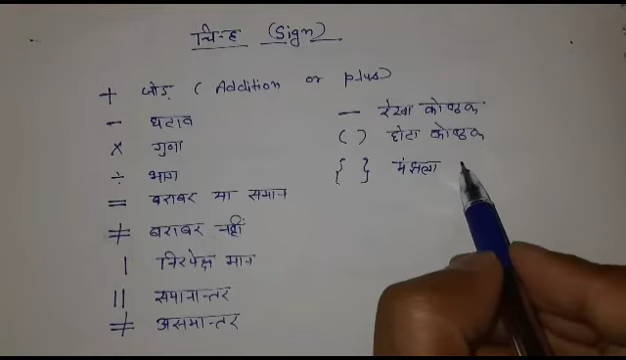 चिन्ह (Sign)
+ जोड़ (Addition or plus)
- घटाव
× गुना
÷ भाग
= बराबर या समान
≠ बराबर नहीं
| निरपेक्ष मान
|| समानान्तर
≠ असमान्तर
— रेखा कोष्ठक
( ) छोटा कोष्ठक
{ } मंझला